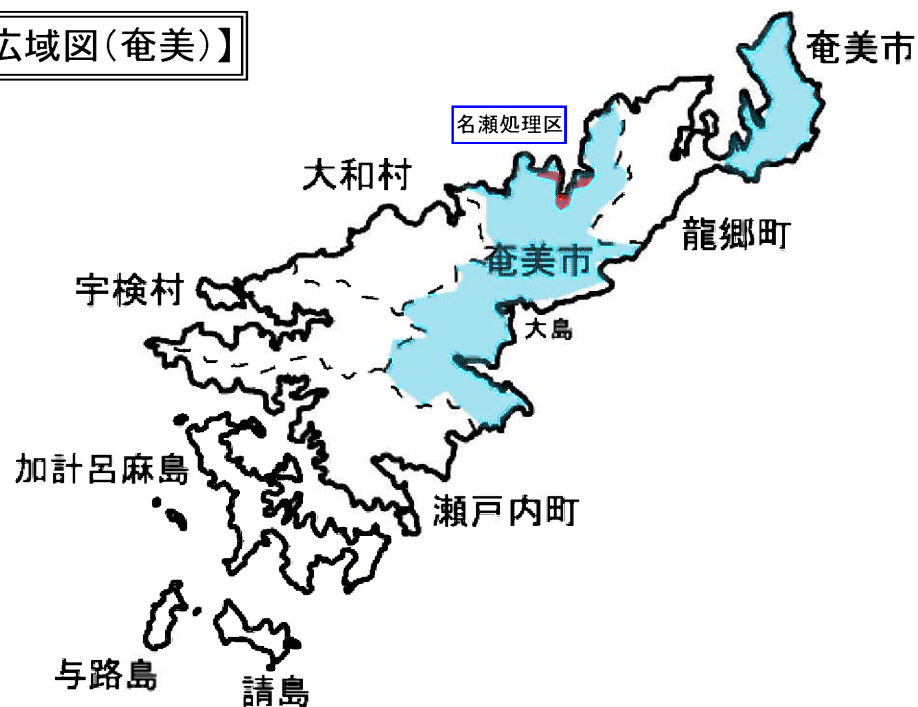 広域図(奄美)】
奄美市
名瀬処理区
大和村
龍郷町
奄美市
宇検村
大島
加計呂麻島
瀬戸内町
与路島
請島